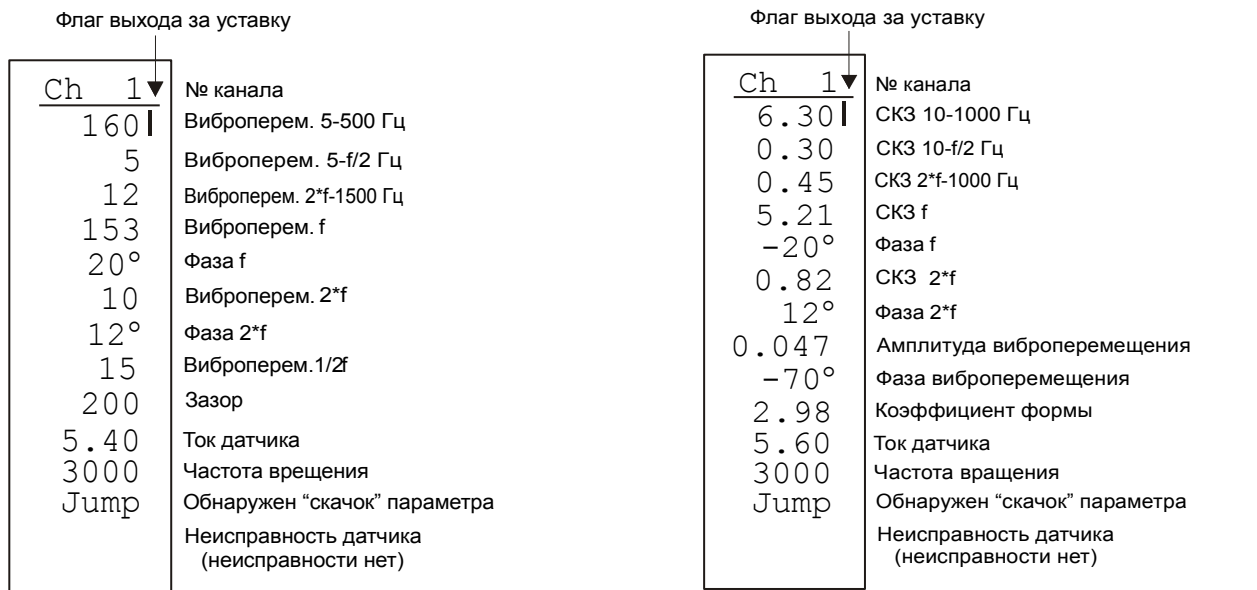 Флаг выхода за уставку
Ch 1 № канала
160 Виброперем. 5-500 Гц
5 Виброперем. 5-f/2 Гц
12 Виброперем. 2*f-1500 Гц
153 Виброперем. f
20° Фаза f
10 Виброперем. 2*f
12° Фаза 2*f
15 Виброперем.1/2f
200 Зазор
5.40 Ток датчика
3000 Частота врещения
Jump Обнаружен “скачок” параметра
Неисправность датчика
(неисправности нет)
Флаг выхода за уставку
Ch 1 № канала
6.30 СКЗ 10-1000 Гц
0.30 СКЗ 10-f/2 Гц
0.45 СКЗ 2*f-1000 Гц
5.21 СКЗ f
-20° Фаза f
0.82 СКЗ 2*f
12° Фаза 2*f
0.047 Амплитуда виброперемещения
-70° Фаза виброперемещения
2.98 Коэффициент формы
5.60 Ток датчика
3000 Частота вращения
Jump Обнаружен “скачок” параметра
Неисправность датчика
(неисправности нет)